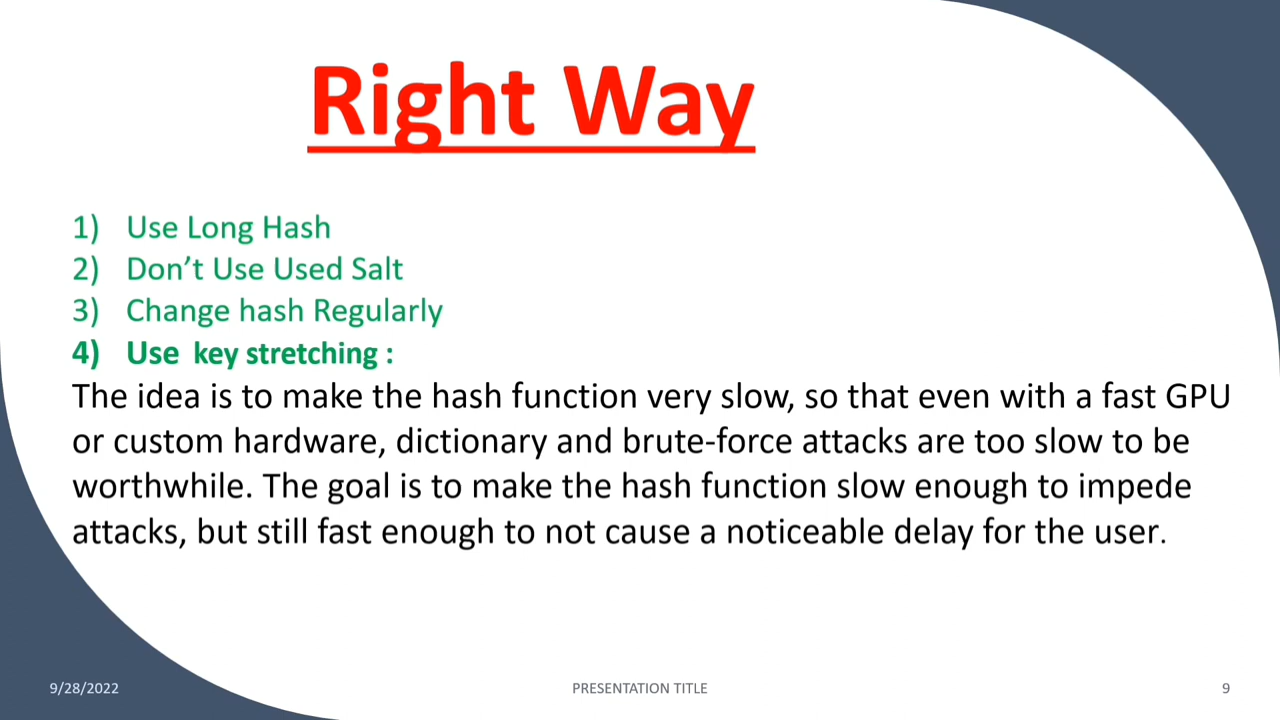 Right Way
1) Use Long Hash
2) Don’t Use Used Salt
3) Change hash Regularly
4) Use key stretching :
The idea is to make the hash function very slow, so that even with a fast GPU
or custom hardware, dictionary and brute-force attacks are too slow to be
worthwhile. The goal is to make the hash function slow enough to impede
attacks, but still fast enough to not cause a noticeable delay for the user.
9/28/2022
PRESENTATION TITLE
9